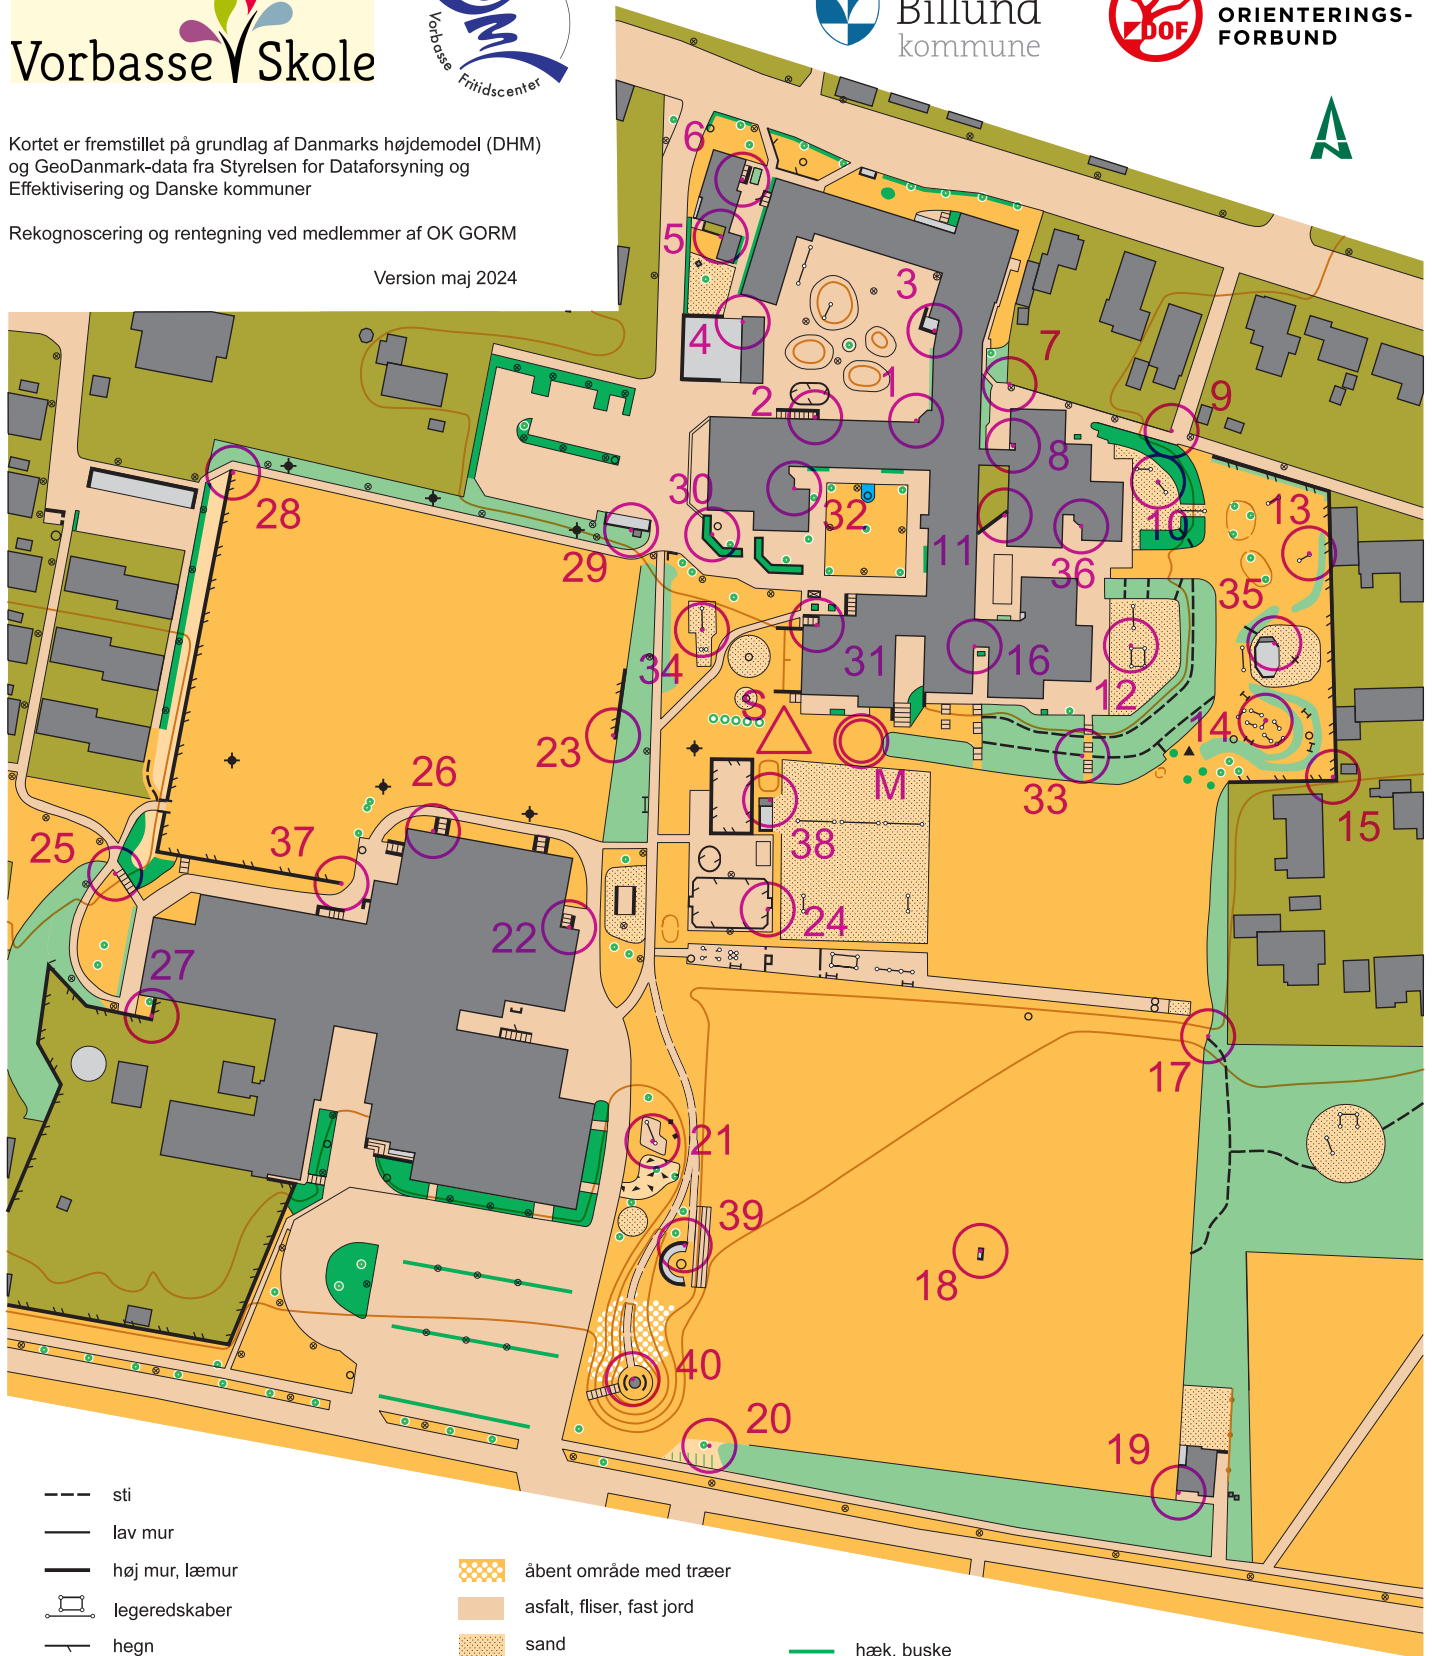 Vorbasse Skole
Vorbasse Fritidscenter
Billund
kommune
DOF
ORIENTERINGS-
FORBUND
N
Kortet er fremstillet på grundlag af Danmarks højdemodel (DHM)
og GeoDanmark-data fra Styrelsen for Dataforsyning og
Effektivisering og Danske kommuner
Rekognoscering og rentegning ved medlemmer af OK GORM
Version maj 2024
6
5
3
4
7
2
1
9
8
28
30
32
10
13
29
11
36
35
34
31
16
12
S
14
23
M
33
26
38
15
25
37
24
22
27
17
21
39
18
40
20
19
sti
lav mur
høj mur, læmur
legeredskaber
hegn
åbent område med træer
asfalt, fliser, fast jord
sand
hæk, buske